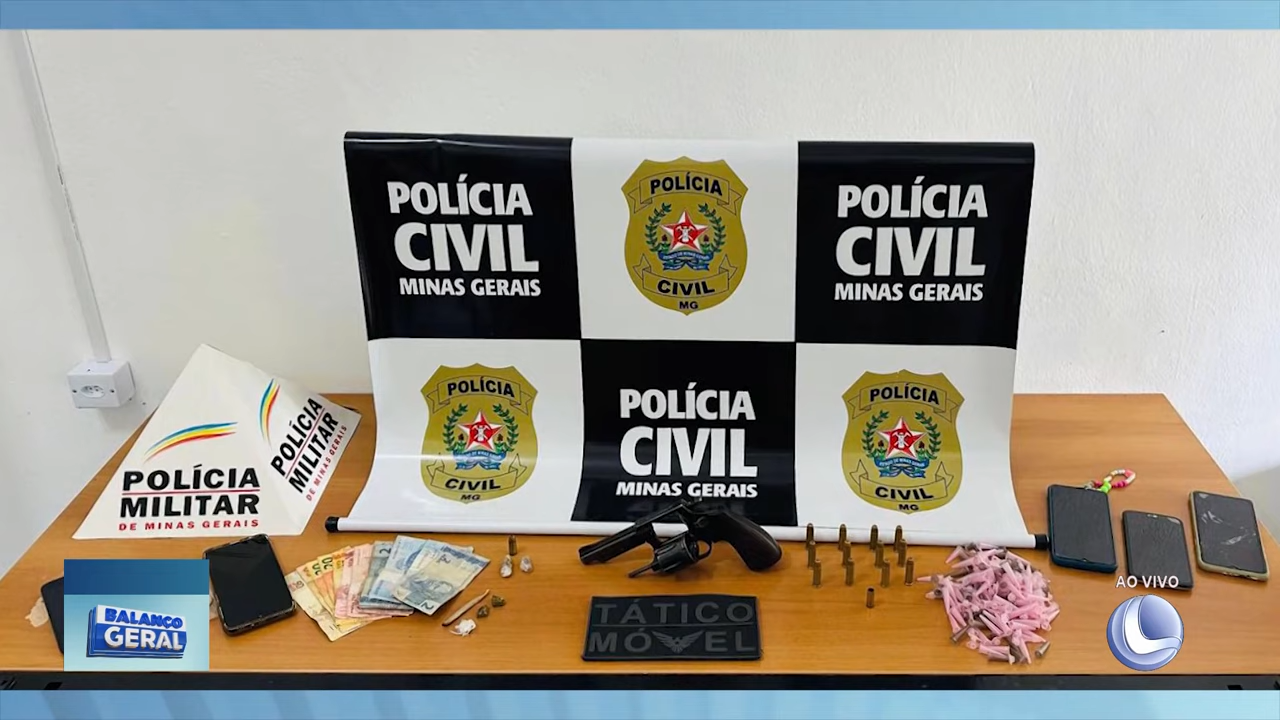 POLÍCIA
CIVIL
MINAS GERAIS
POLÍCIA
CIVIL
MG
POLÍCIA
CIVIL
MINAS GERAIS
POLÍCIA
CIVIL
MG
POLÍCIA
CIVIL
MINAS GERAIS
POLÍCIA
CIVIL
MG
POLÍCIA
MILITAR
DE MINAS GERAIS
POLÍCIA
MILITAR
DE MINAS GERAIS
TÁTICO
MÓVEL
2
BALANÇO
GERAL
AO VIVO